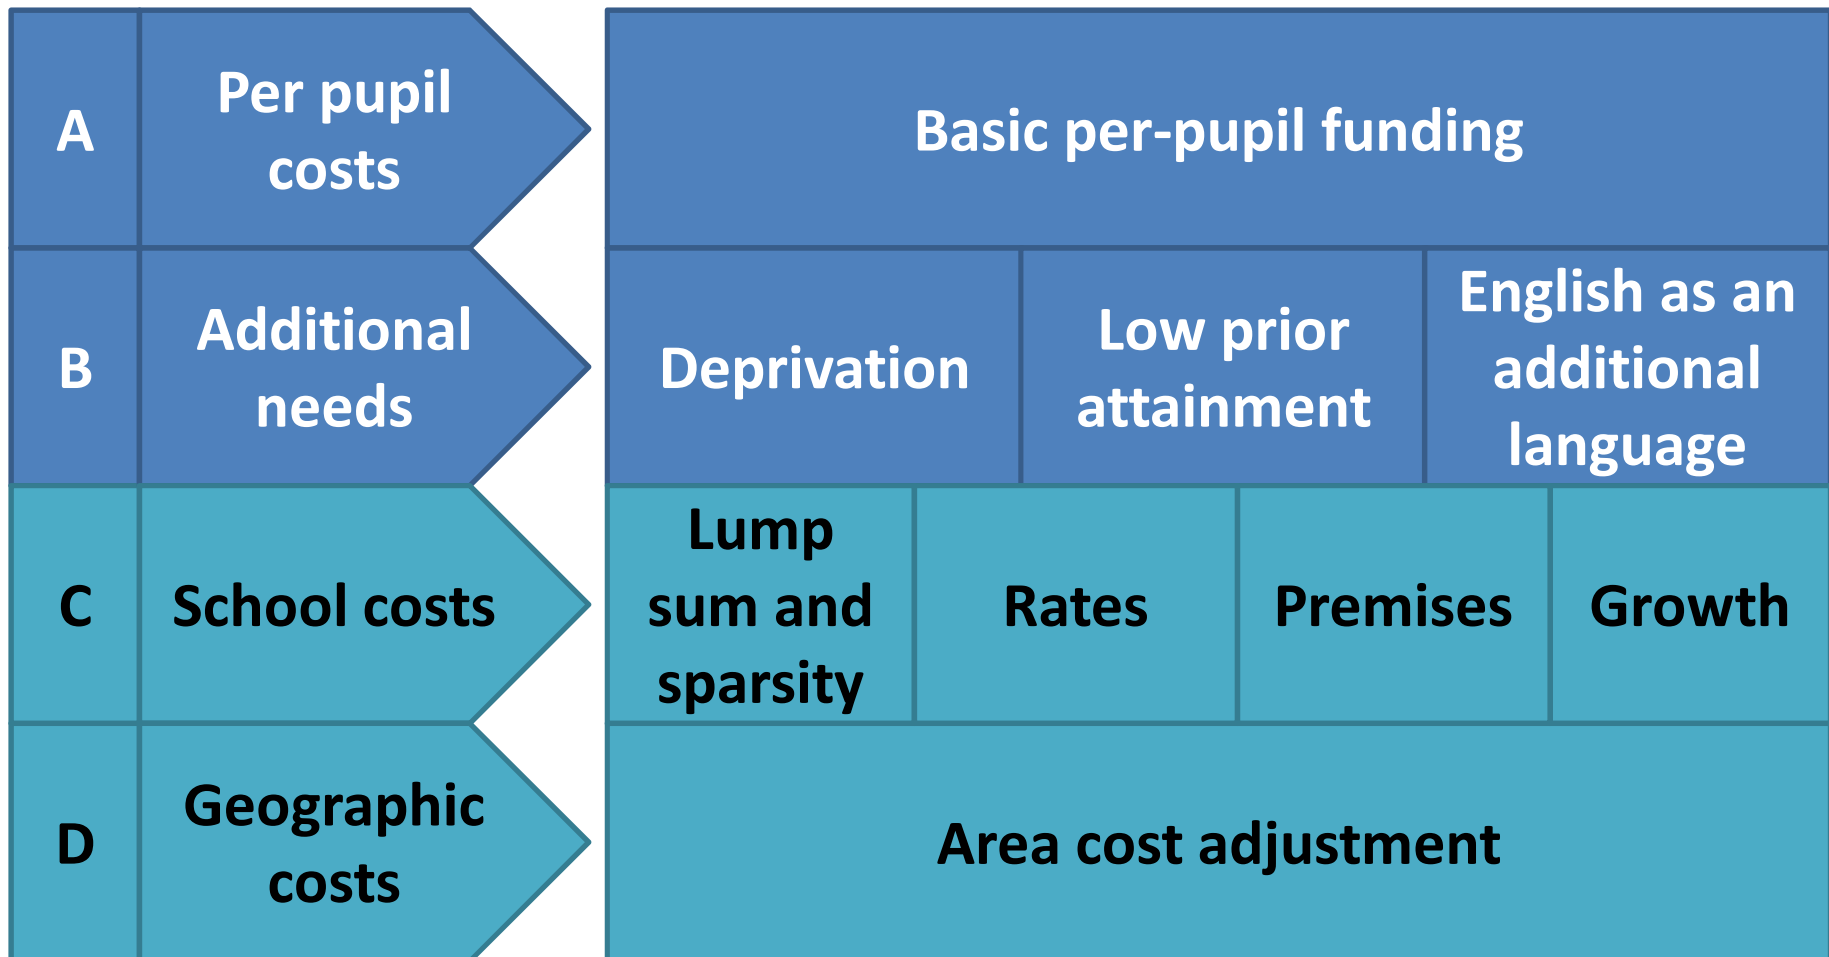 A
Per pupil
costs
Basic per-pupil funding
B
Additional
needs
Deprivation
Low prior
attainment
English as an
additional
language
C
School costs
Lump
sum and
sparsity
Rates
Premises
Growth
D
Geographic
costs
Area cost adjustment